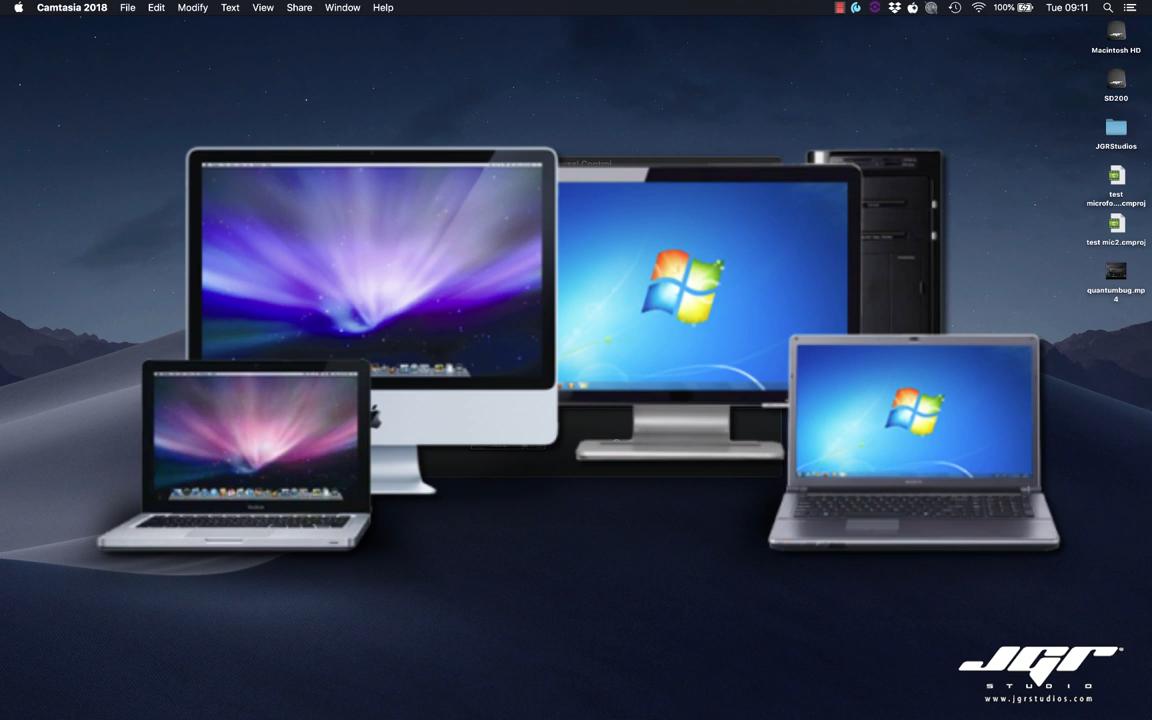 Camtasia 2018 File Edit Modify Text View Share Window Help 100% Tue 09:11
Macintosh HD
SD200
JGRStudios
test
microfo....cmproj
test mic2.cmproj
quantumbug.mp
4
Control
JGR
STUDIO
www.jgrstudios.com